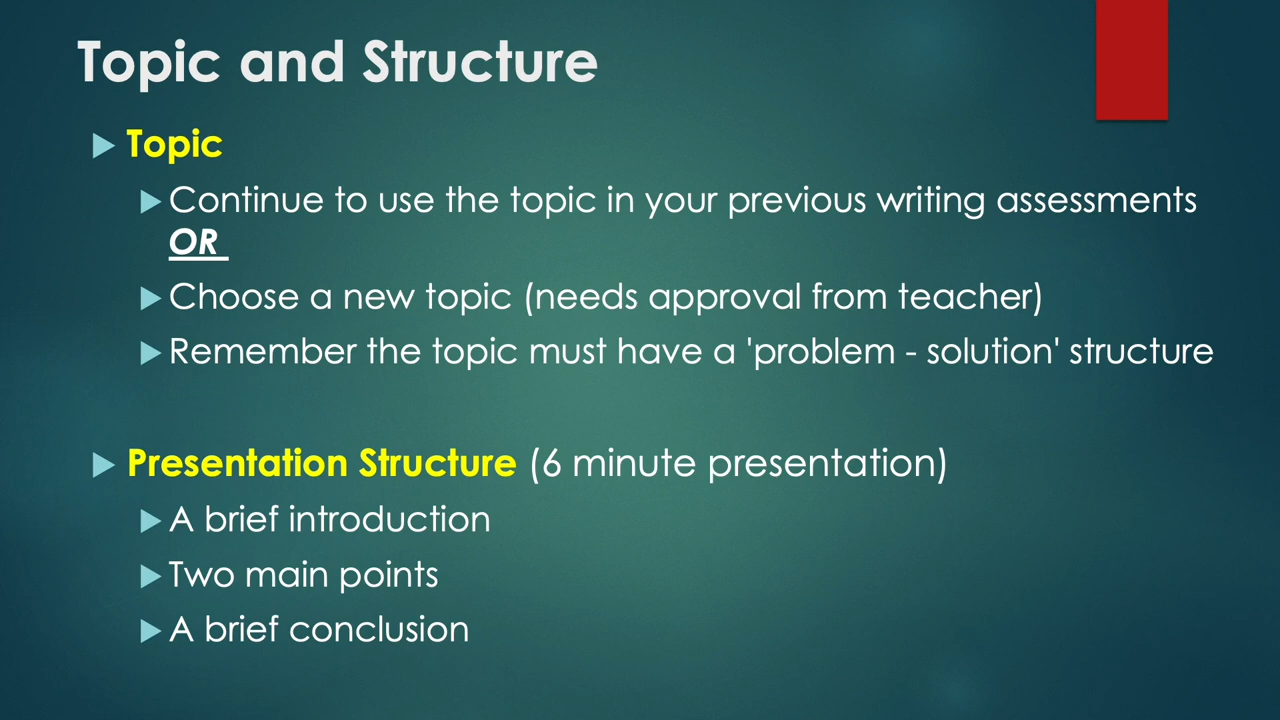 Topic and Structure
Topic
Continue to use the topic in your previous writing assessments
OR
Choose a new topic (needs approval from teacher)
Remember the topic must have a 'problem - solution' structure
Presentation Structure (6 minute presentation)
A brief introduction
Two main points
A brief conclusion